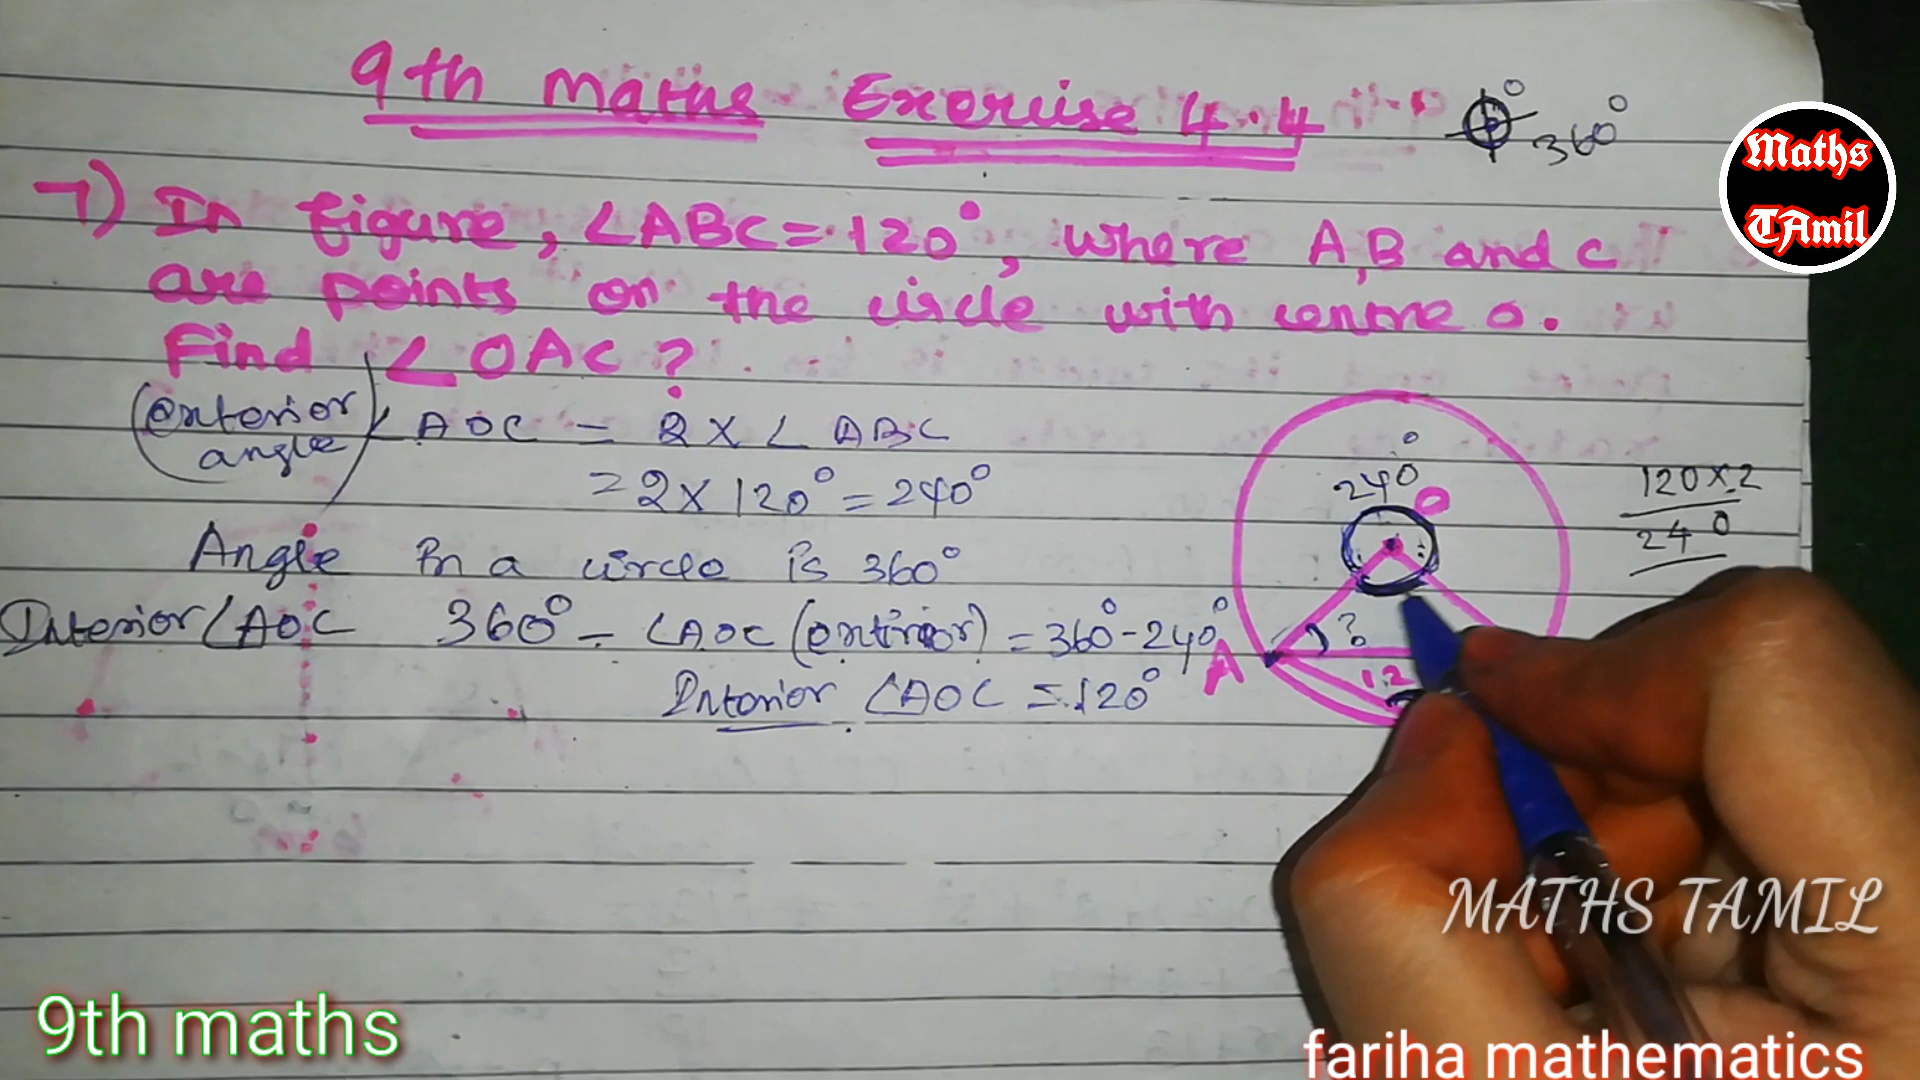 9th maths Exercise 4.4
360°
Maths
TAmil
7) In figure, ∠ABC = 120°, where A,B and C
are points on the circle with centre o.
Find ∠OAC?
(exterior angle) ∠AOC = 2 × ∠ABC
= 2 × 120° = 240°
Angle in a circle is 360°
Interior ∠AOC 360° - ∠AOC (exterior) = 360° - 240°
Interior ∠AOC = 120°
240°
O
?
A
12
120×2
240
MATHS TAMIL
9th maths
fariha mathematics